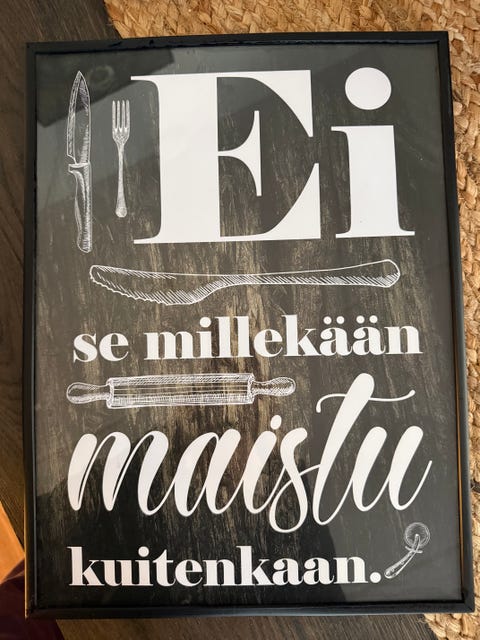 Ei
se millekään
maistu
kuitenkaan.